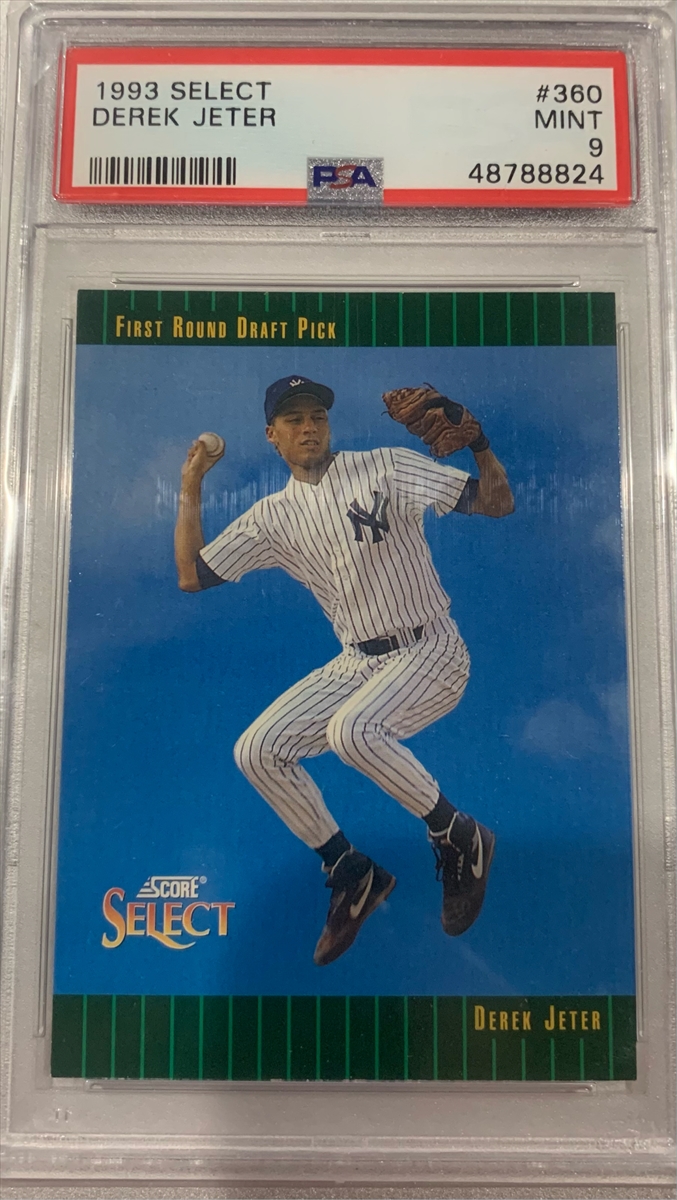 1993 SELECT #360
DEREK JETER MINT
9
PSA 48788824
FIRST ROUND DRAFT PICK
NY
SCORE®
SELECT
DEREK JETER